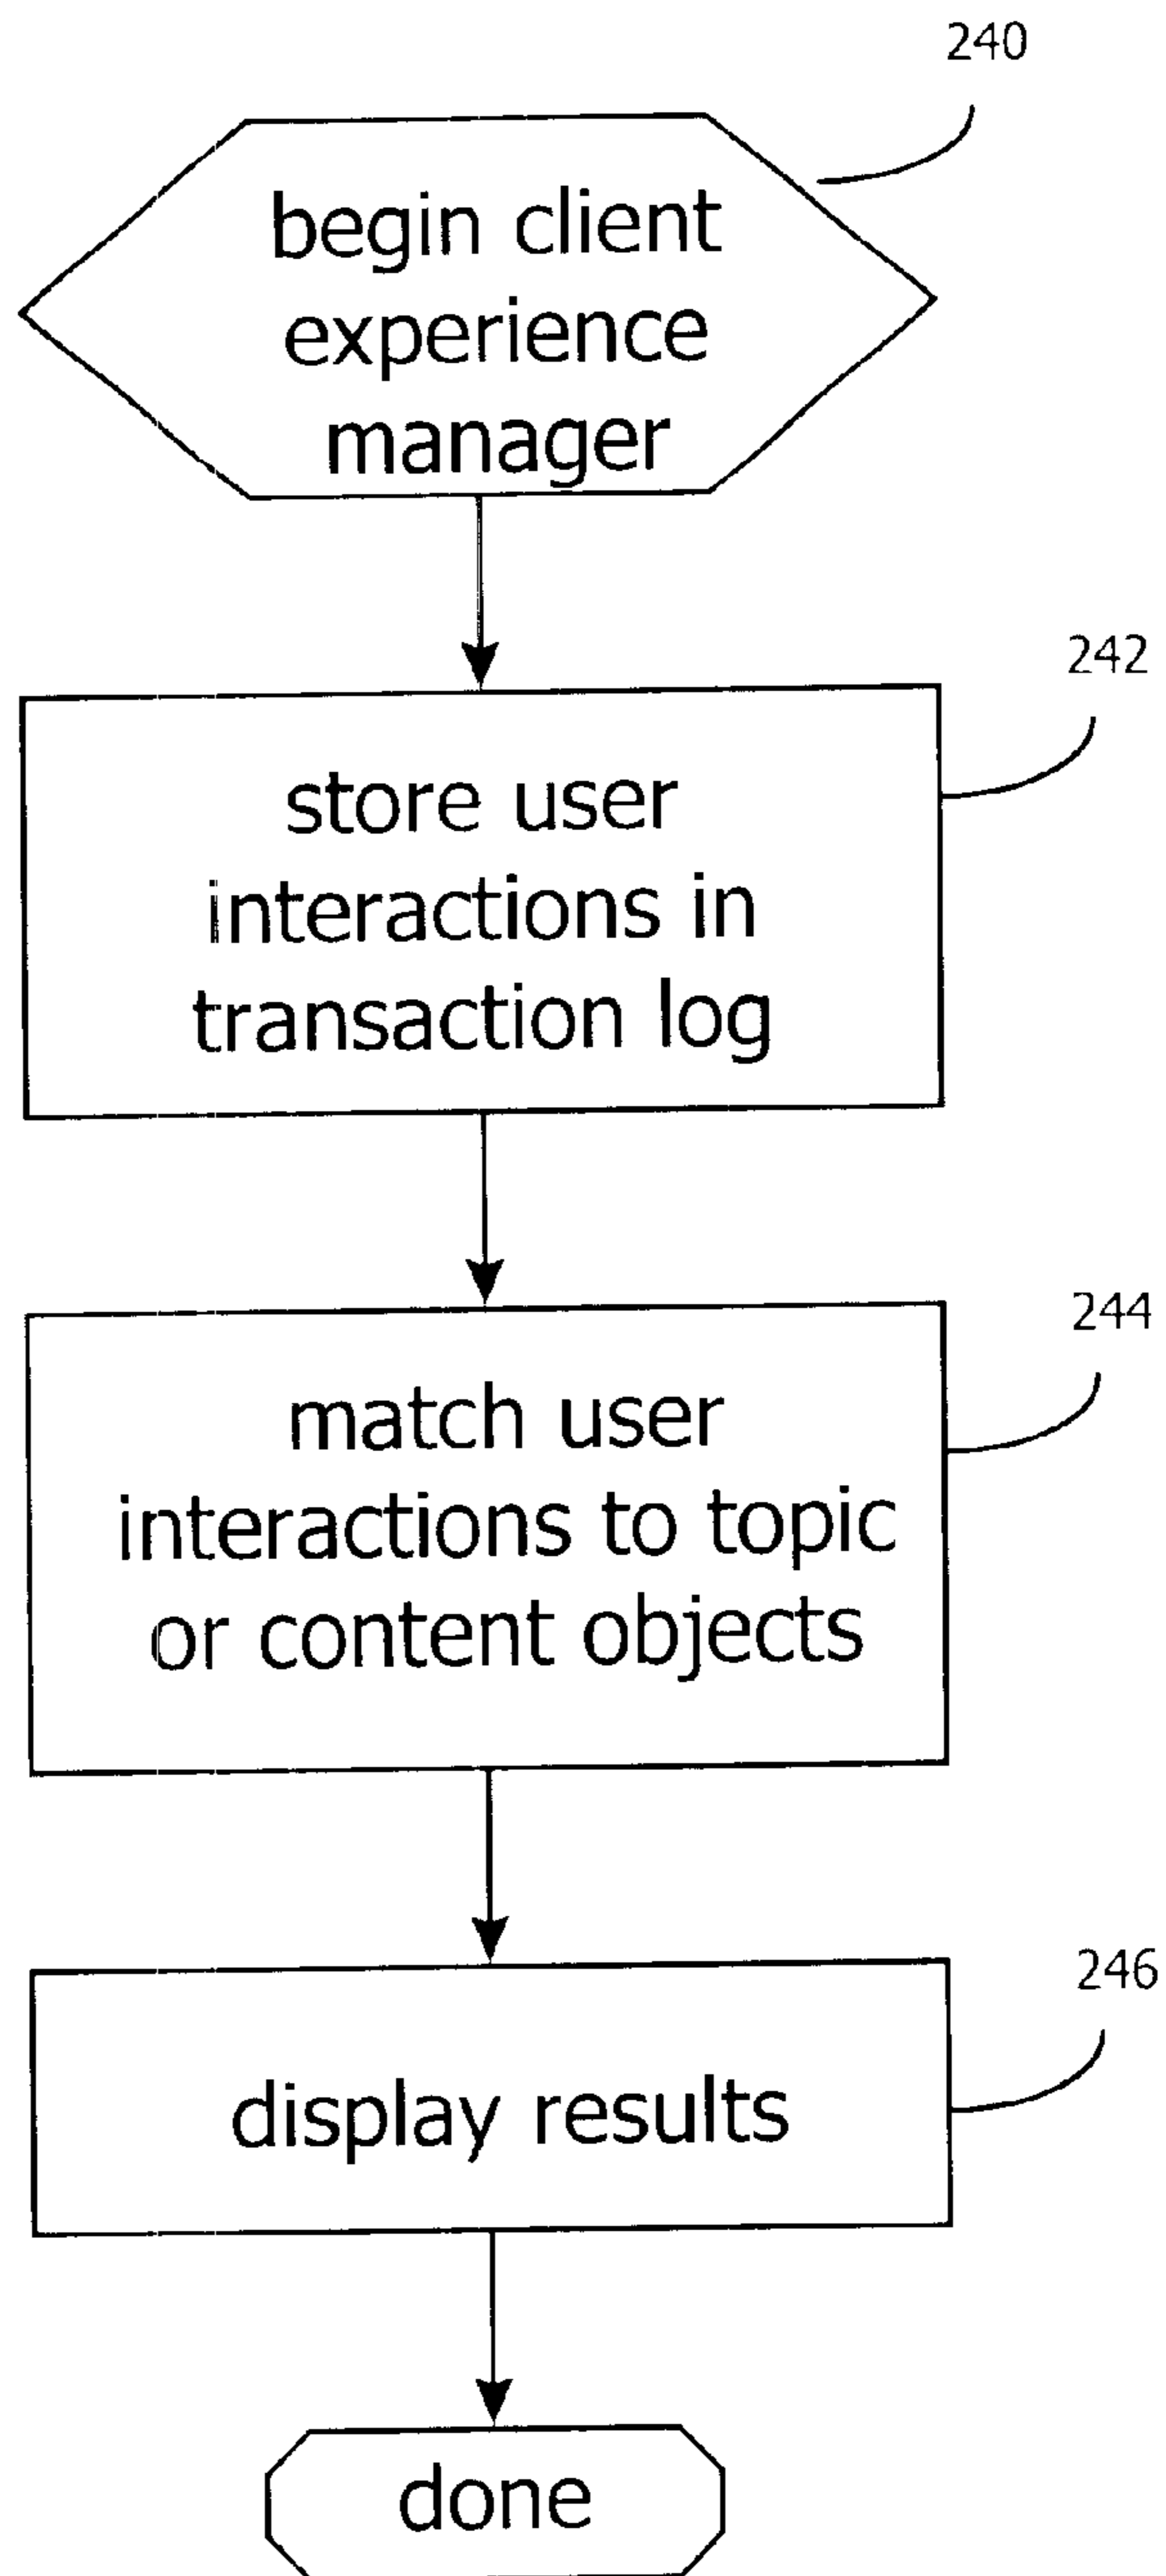 240
begin client
experience
manager
242
store user
interactions in
transaction log
244
match user
interactions to topic
or content objects
246
display results
done